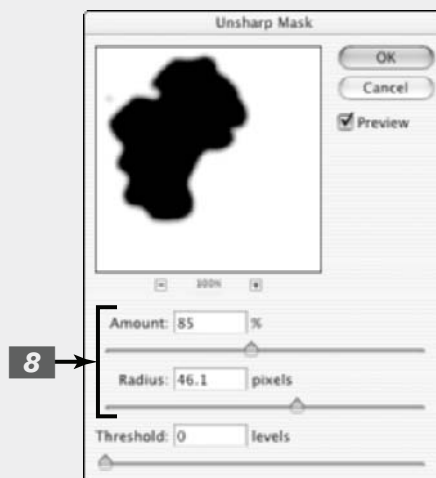 Unsharp Mask
OK
Cancel
Preview
100%
Amount: 85 %
8
Radius: 46.1 pixels
Threshold: 0 levels